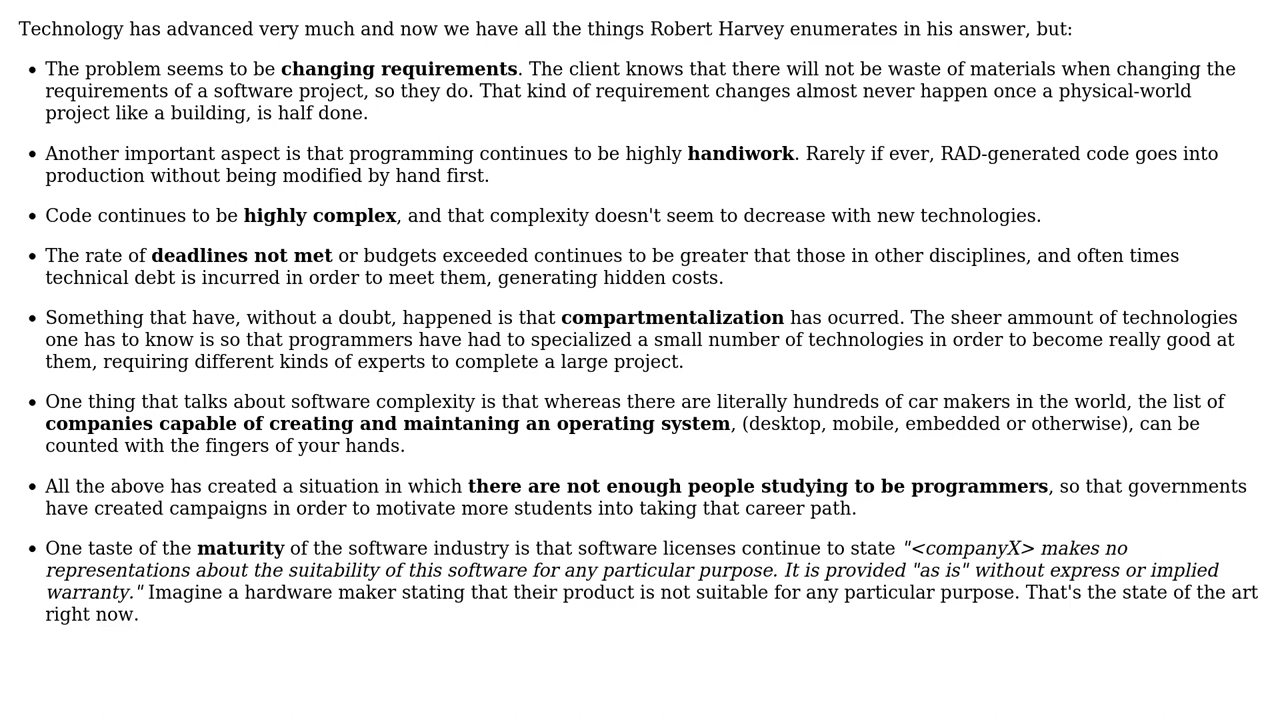 Technology has advanced very much and now we have all the things Robert Harvey enumerates in his answer, but:
• The problem seems to be changing requirements. The client knows that there will not be waste of materials when changing the
requirements of a software project, so they do. That kind of requirement changes almost never happen once a physical-world
project like a building, is half done.
• Another important aspect is that programming continues to be highly handiwork. Rarely if ever, RAD-generated code goes into
production without being modified by hand first.
• Code continues to be highly complex, and that complexity doesn't seem to decrease with new technologies.
• The rate of deadlines not met or budgets exceeded continues to be greater that those in other disciplines, and often times
technical debt is incurred in order to meet them, generating hidden costs.
• Something that have, without a doubt, happened is that compartmentalization has ocurred. The sheer ammount of technologies
one has to know is so that programmers have had to specialized a small number of technologies in order to become really good at
them, requiring different kinds of experts to complete a large project.
• One thing that talks about software complexity is that whereas there are literally hundreds of car makers in the world, the list of
companies capable of creating and maintaning an operating system, (desktop, mobile, embedded or otherwise), can be
counted with the fingers of your hands.
• All the above has created a situation in which there are not enough people studying to be programmers, so that governments
have created campaigns in order to motivate more students into taking that career path.
• One taste of the maturity of the software industry is that software licenses continue to state "<companyX> makes no
representations about the suitability of this software for any particular purpose. It is provided "as is" without express or implied
warranty." Imagine a hardware maker stating that their product is not suitable for any particular purpose. That's the state of the art
right now.